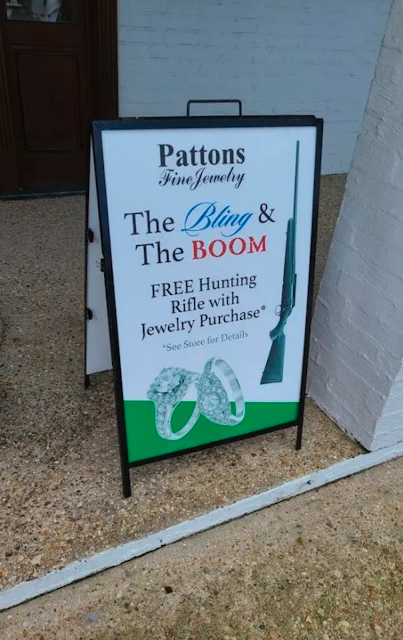 Pattons
Fine Jewelry
The Bling &
The BOOM
FREE Hunting
Rifle with
Jewelry Purchase*
*See Store for Details